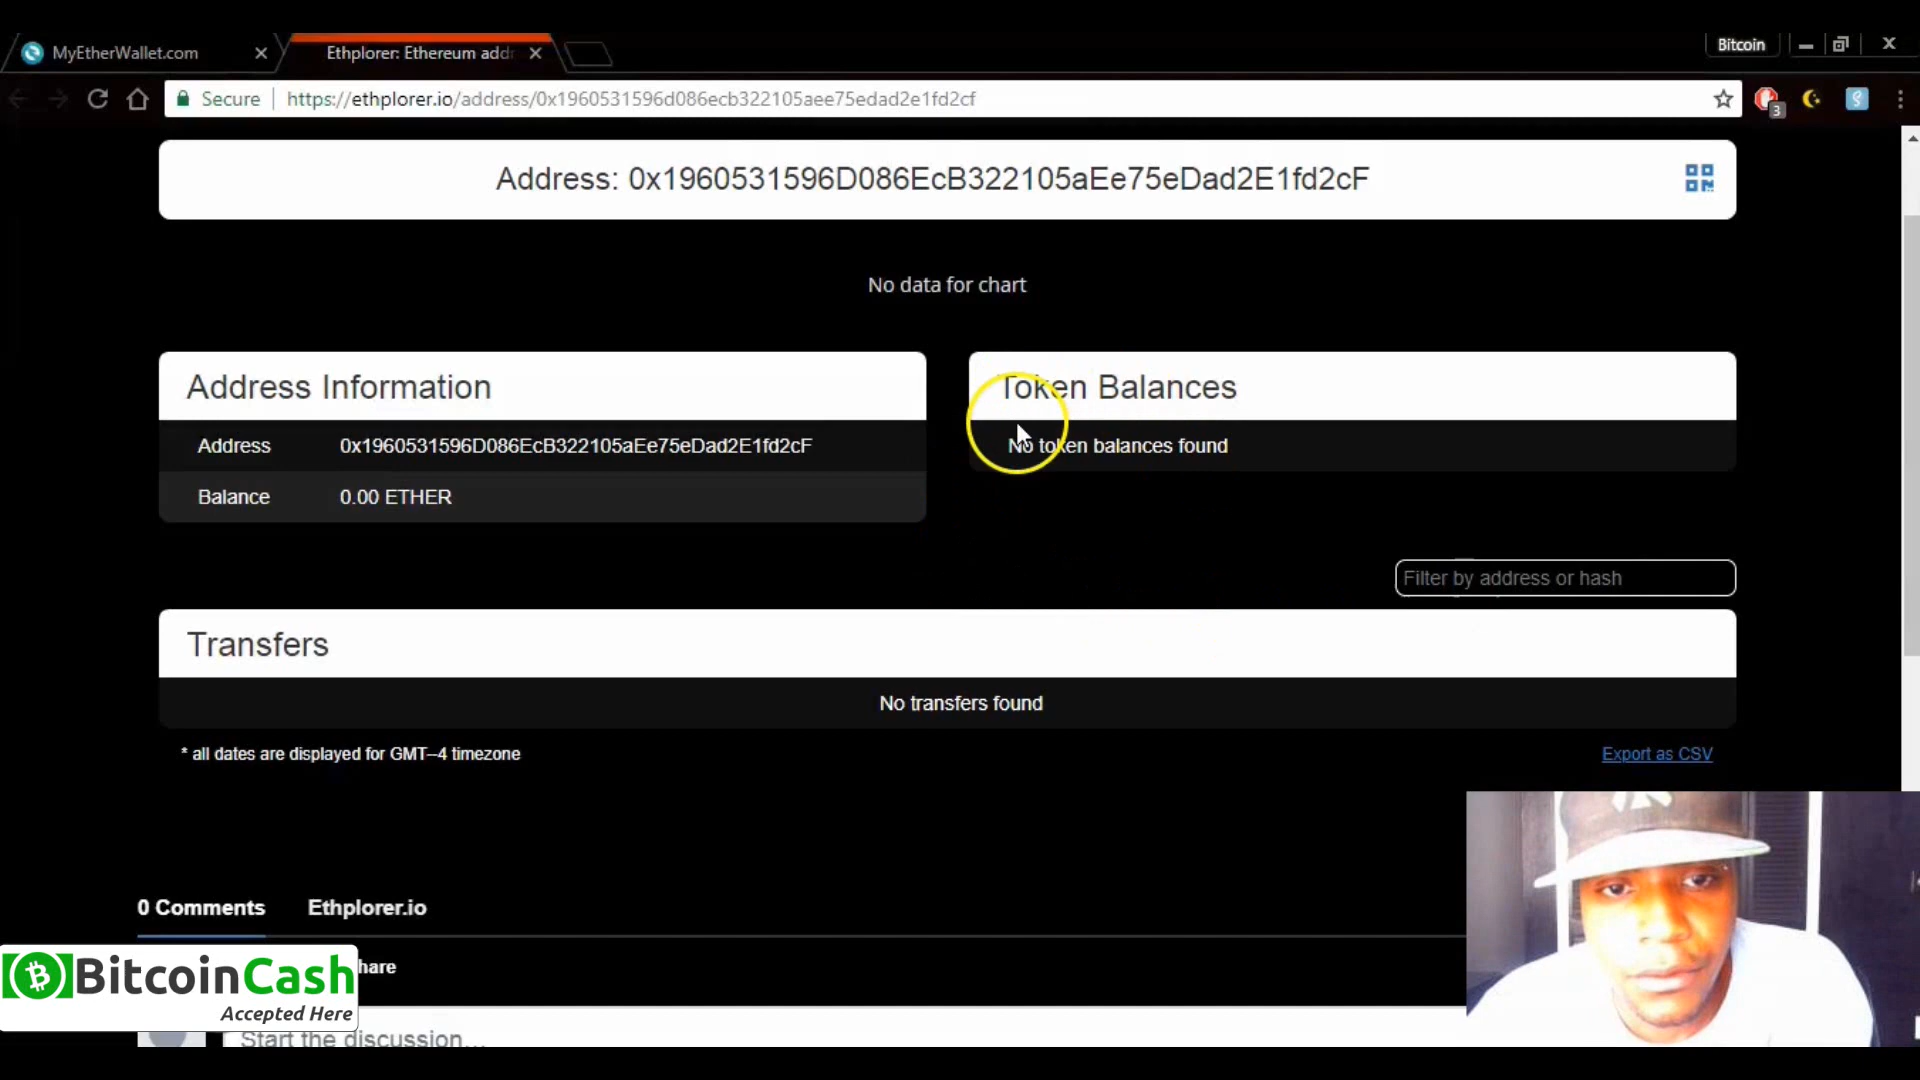 MyEtherWallet.com
Ethplorer: Ethereum addr
Bitcoin
Secure
https://ethplorer.io/address/0x1960531596d086ecb322105aee75edad2e1fd2cf
3
Address: 0x1960531596D086EcB322105aEe75eDad2E1fd2cF
No data for chart
Address Information
Token Balances
Address 0x1960531596D086EcB322105aEe75eDad2E1fd2cF
No token balances found
Balance 0.00 ETHER
Filter by address or hash
Transfers
No transfers found
* all dates are displayed for GMT–4 timezone
Export as CSV
0 Comments Ethplorer.io
BitcoinCash
hare
Accepted Here
Start the discussion...